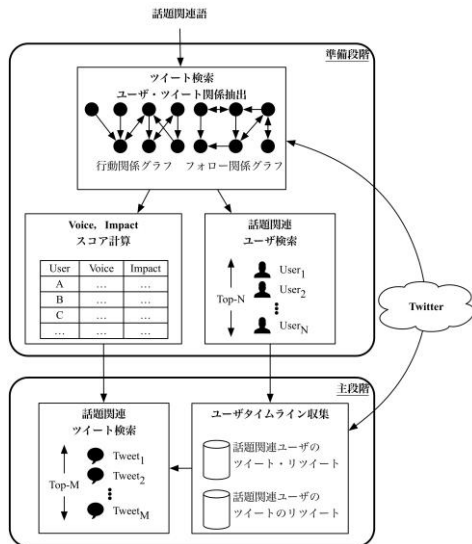 話題関連語
準備段階
ツイート検索
ユーザ・ツイート関係抽出
行動関係グラフ
フォロー関係グラフ
Voice, Impact
スコア計算
User Voice Impact
A ... ...
B ... ...
C ... ...
... ... ...
話題関連
ユーザ検索
Top-N
User1
User2
UserN
Twitter
主段階
話題関連
ツイート検索
Top-M
Tweet1
Tweet2
TweetM
ユーザタイムライン収集
話題関連ユーザの
ツイート・リツイート
話題関連ユーザの
ツイートのリツイート